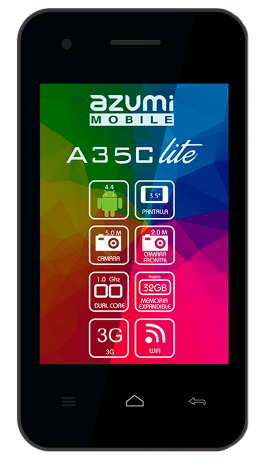 azumi
MOBILE
A35C lite
4.4
3.5"
PANTALLA
5.0 M
CAMARA
2.0 M
CAMARA
FRONTAL
1.0 Ghz
DUAL CORE
Hasta
32GB
MEMORIA
EXPANDIBLE
3G
3G
WIFI